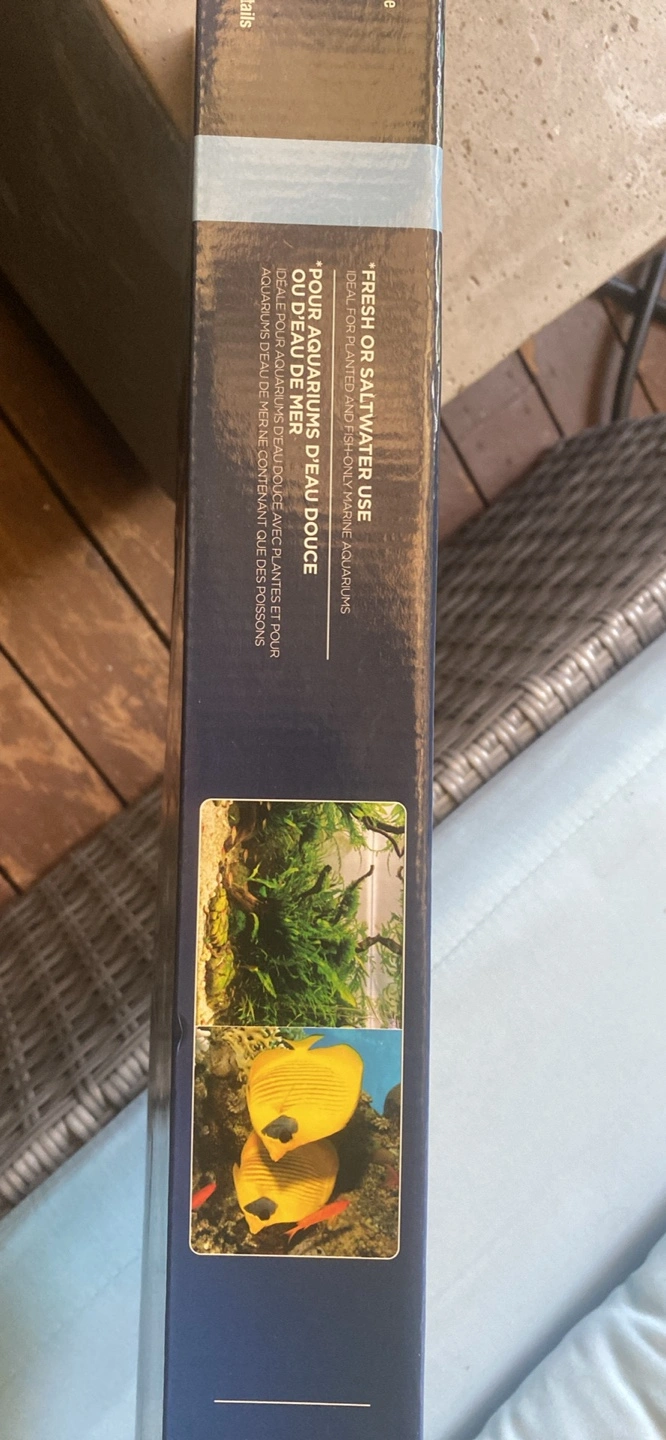 tails
e
*FRESH OR SALTWATER USE
IDEAL FOR PLANTED AND FISH-ONLY MARINE AQUARIUMS
*POUR AQUARIUMS D'EAU DOUCE
OU D'EAU DE MER
IDÉALE POUR AQUARIUMS D'EAU DOUCE AVEC PLANTES ET POUR
AQUARIUMS D'EAU DE MER NE CONTENANT QUE DES POISSONS